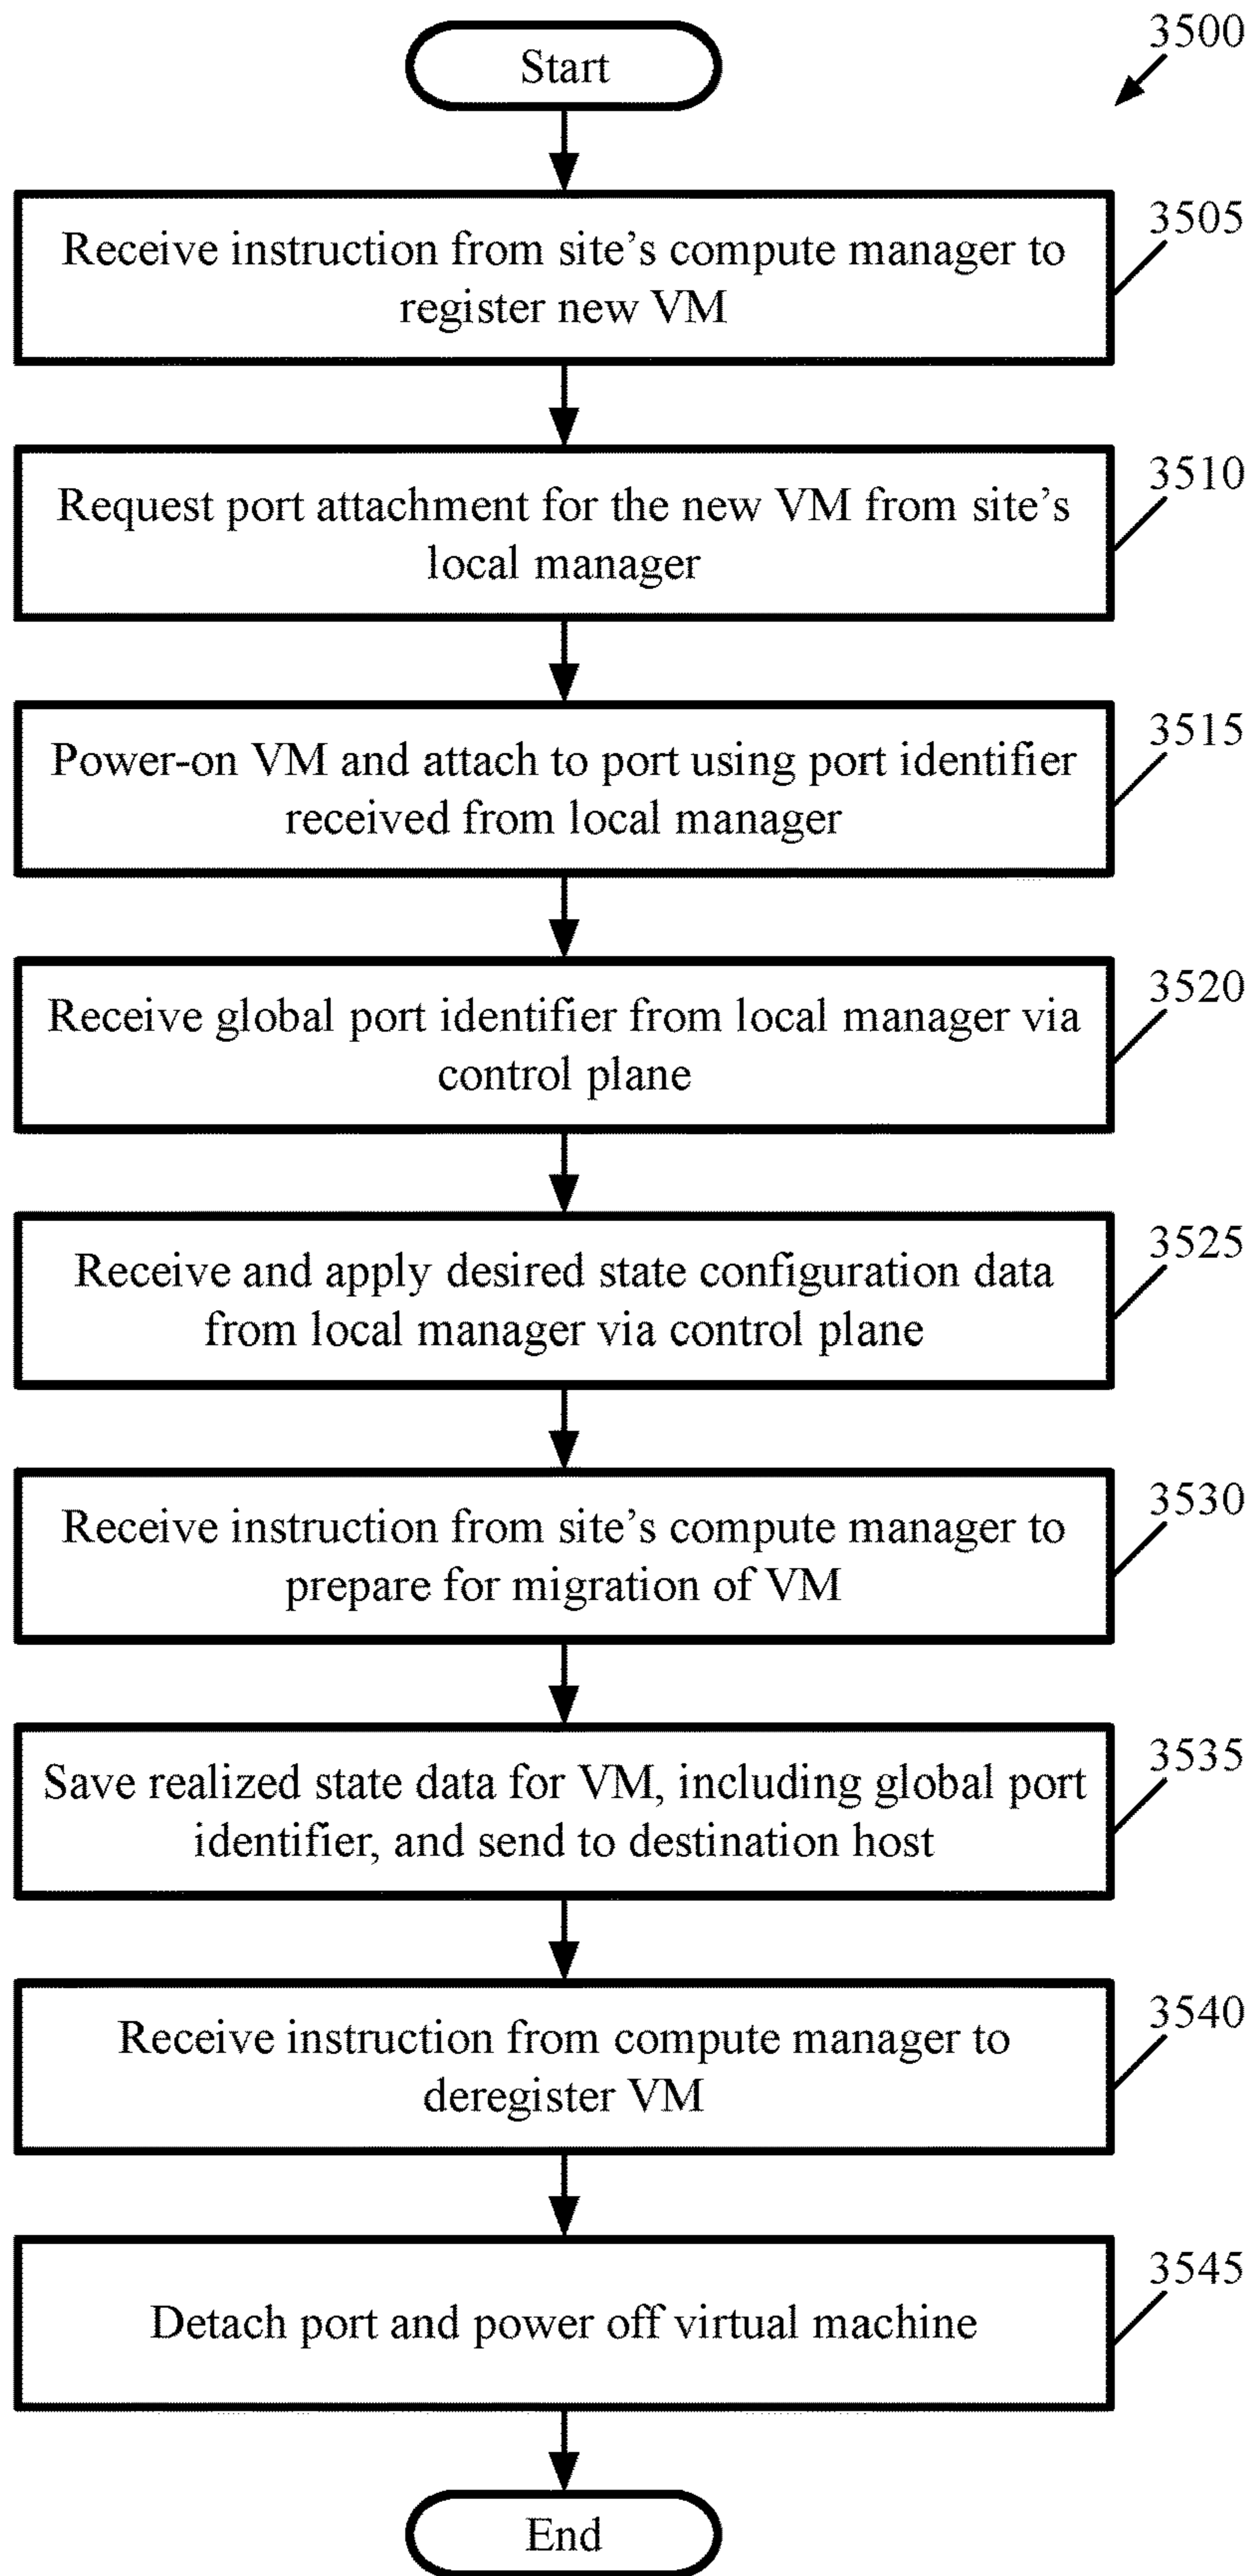 Start
3500
Receive instruction from site’s compute manager to
register new VM
3505
Request port attachment for the new VM from site’s
local manager
3510
Power-on VM and attach to port using port identifier
received from local manager
3515
Receive global port identifier from local manager via
control plane
3520
Receive and apply desired state configuration data
from local manager via control plane
3525
Receive instruction from site’s compute manager to
prepare for migration of VM
3530
Save realized state data for VM, including global port
identifier, and send to destination host
3535
Receive instruction from compute manager to
deregister VM
3540
Detach port and power off virtual machine
3545
End